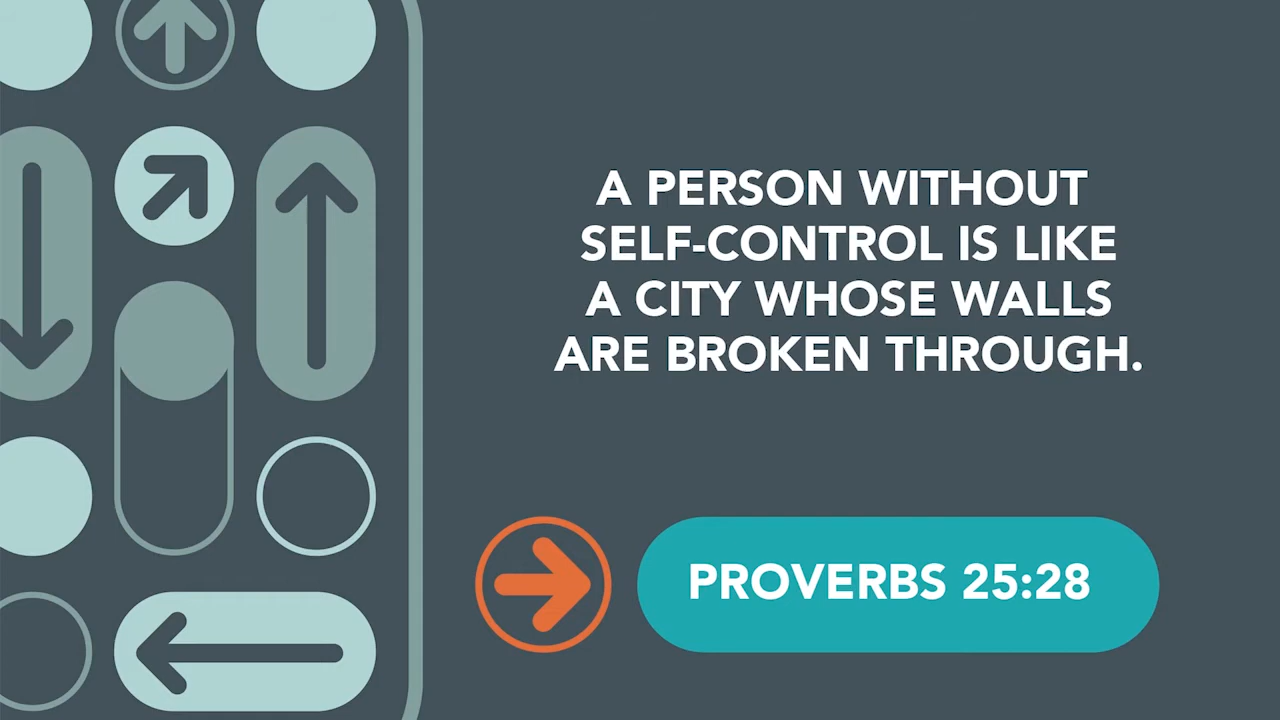 A PERSON WITHOUT
SELF-CONTROL IS LIKE
A CITY WHOSE WALLS
ARE BROKEN THROUGH.
PROVERBS 25:28